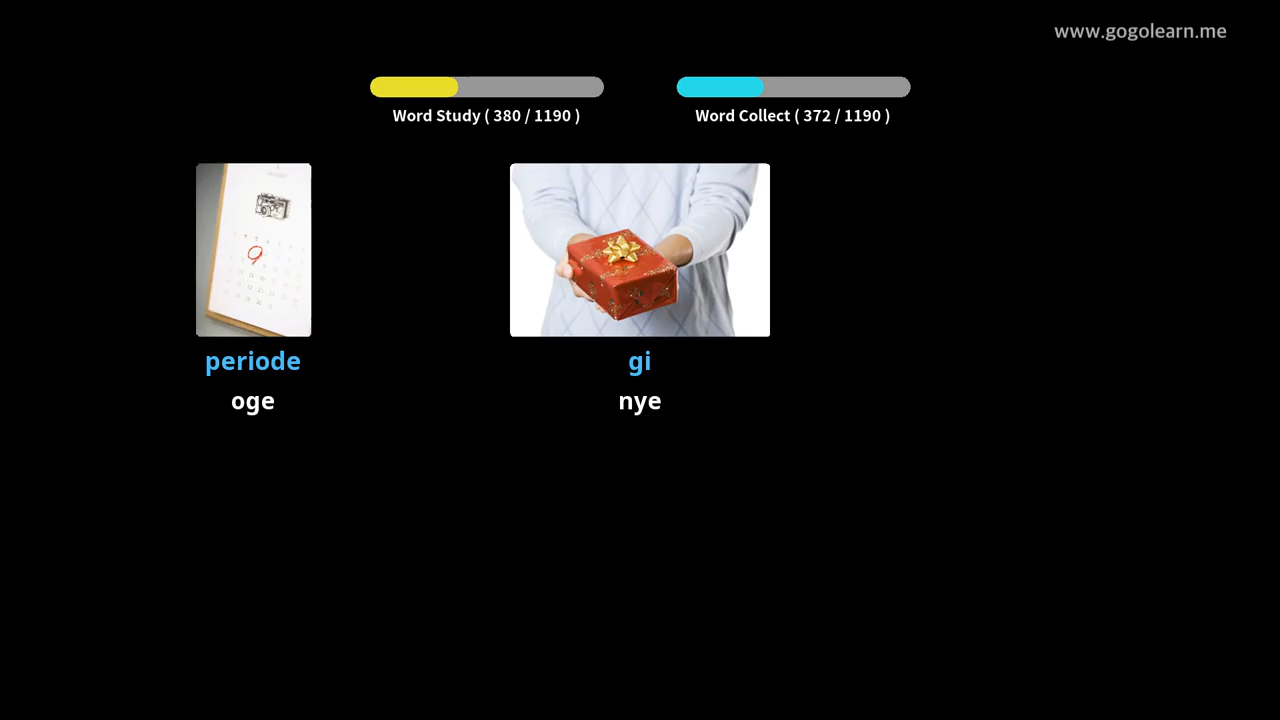 www.gogolearn.me
Word Study ( 380 / 1190 )
Word Collect ( 372 / 1190 )
periode
gi
oge
nye